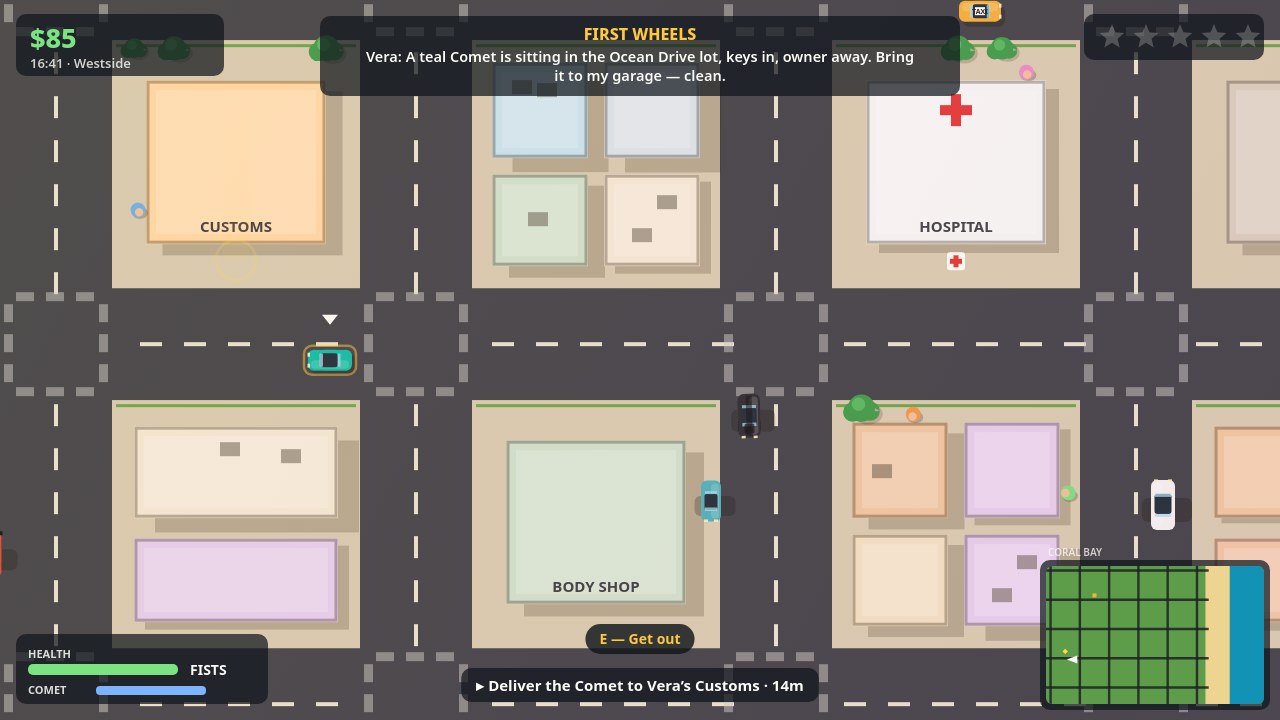 $85
16:41 · Westside
FIRST WHEELS
Vera: A teal Comet is sitting in the Ocean Drive lot, keys in, owner away. Bring
it to my garage — clean.
TAXI
CUSTOMS
HOSPITAL
BODY SHOP
CORAL BAY
E — Get out
HEALTH
FISTS
COMET
▸ Deliver the Comet to Vera’s Customs · 14m